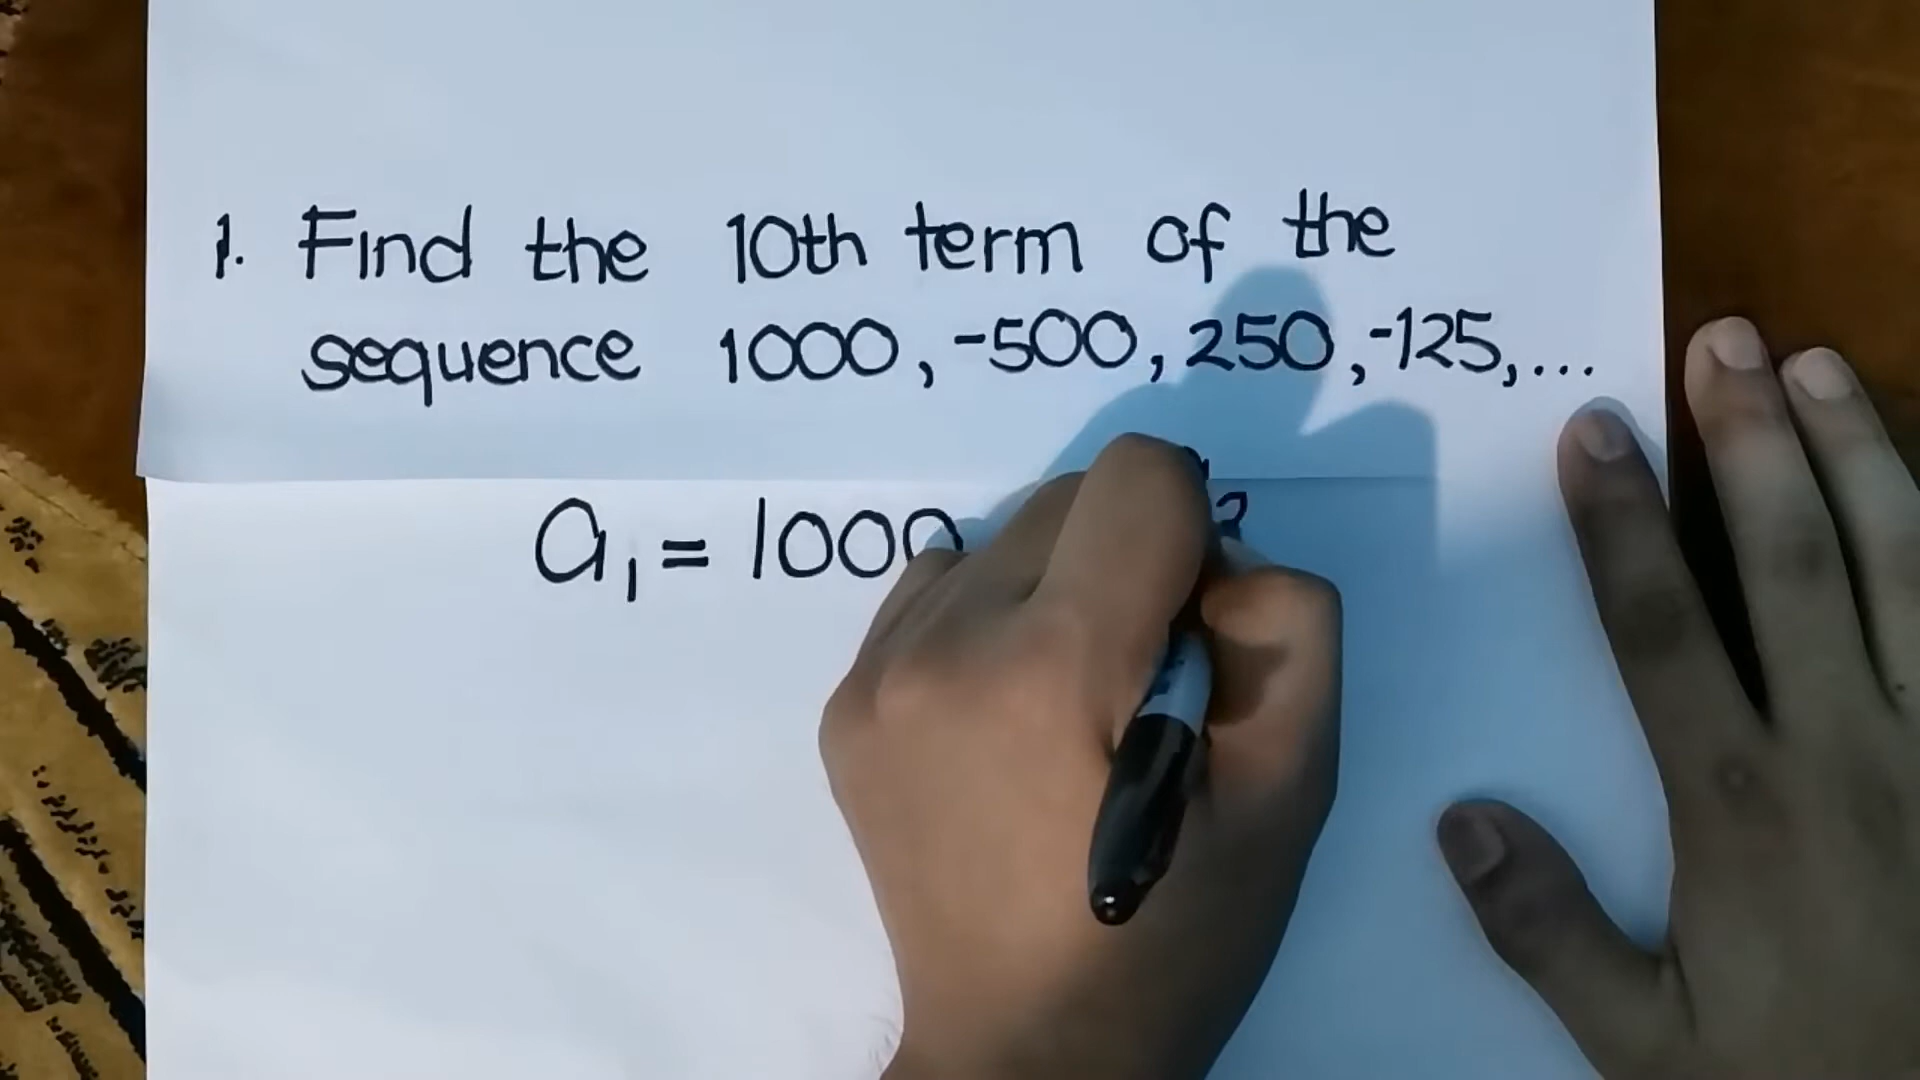 1. Find the 10th term of the
sequence 1000, -500, 250, -125, ...
a₁ = 1000